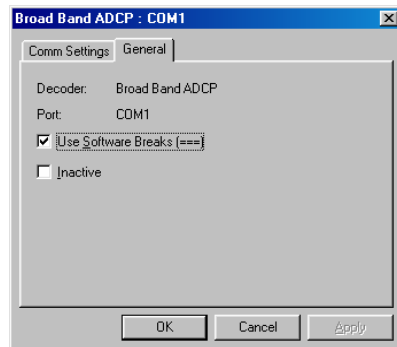 Broad Band ADCP : COM1
Comm Settings General
Decoder: Broad Band ADCP
Port: COM1
Use Software Breaks (===)
Inactive
OK Cancel Apply